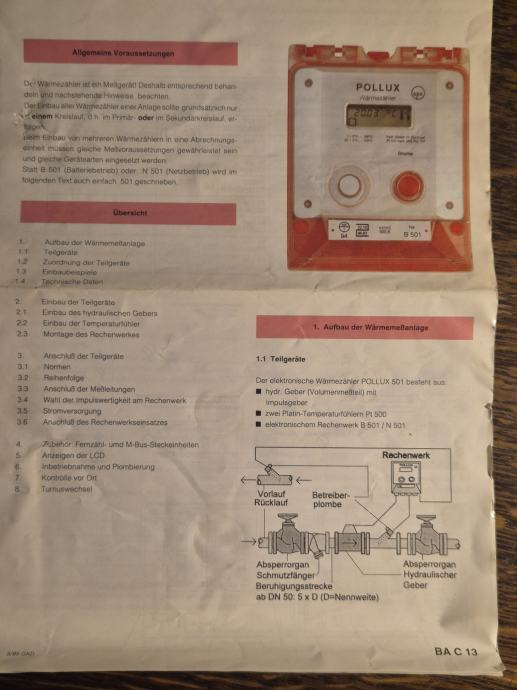 Allgemeine Voraussetzungen
Der Wärmezähler ist ein Meßgerät! Deshalb entsprechend behan-
deln und nachstehende Hinweise beachten.
Der Einbau aller Wärmezähler einer Anlage sollte grundsätzlich nur
in einem Kreislauf, d.h. im Primär- oder im Sekundärkreislauf, er-
folgen.
Beim Einbau von mehreren Wärmezählern in eine Abrechnungs-
einheit müssen gleiche Meßvoraussetzungen gewährleistet sein
und gleiche Gerätearten eingesetzt werden.
Statt B 501 (Batteriebetrieb) oder N 501 (Netzbetrieb) wird im
folgenden Text auch einfach 501 geschrieben.
Übersicht
1. Aufbau der Wärmemeßanlage
1.1 Teilgeräte
1.2 Zuordnung der Teilgeräte
1.3 Einbaubeispiele
1.4 Technische Daten
2. Einbau der Teilgeräte
2.1 Einbau des hydraulischen Gebers
2.2 Einbau der Temperaturfühler
2.3 Montage des Rechenwerkes
3. Anschluß der Teilgeräte
3.1 Normen
3.2 Reihenfolge
3.3 Anschluß der Meßleitungen
3.4 Wahl der Impulswertigkeit am Rechenwerk
3.5 Stromversorgung
3.6 Anschluß des Rechenwerkseinsatzes
4. Zubehör: Fernzähl- und M-Bus-Steckeinheiten
5. Anzeigen der LCD
6. Inbetriebnahme und Plombierung
7. Kontrolle vor Ort
8. Turnuswechsel
POLLUX
Wärmezähler
94
B 501
1. Aufbau der Wärmemeßanlage
1.1 Teilgeräte
Der elektronische Wärmezähler POLLUX 501 besteht aus:
■ hydr. Geber (Volumenmeßteil) mit
Impulsgeber
■ zwei Platin-Temperaturfühlern Pt 500
■ elektronischem Rechenwerk B 501 / N 501
Rechenwerk
Vorlauf
Rücklauf
Betreiber-
plombe
Absperrorgan
Schmutzfänger
Beruhigungsstrecke
ab DN 50: 5 x D (D=Nennweite)
Absperrorgan
Hydraulischer
Geber
BA C 13